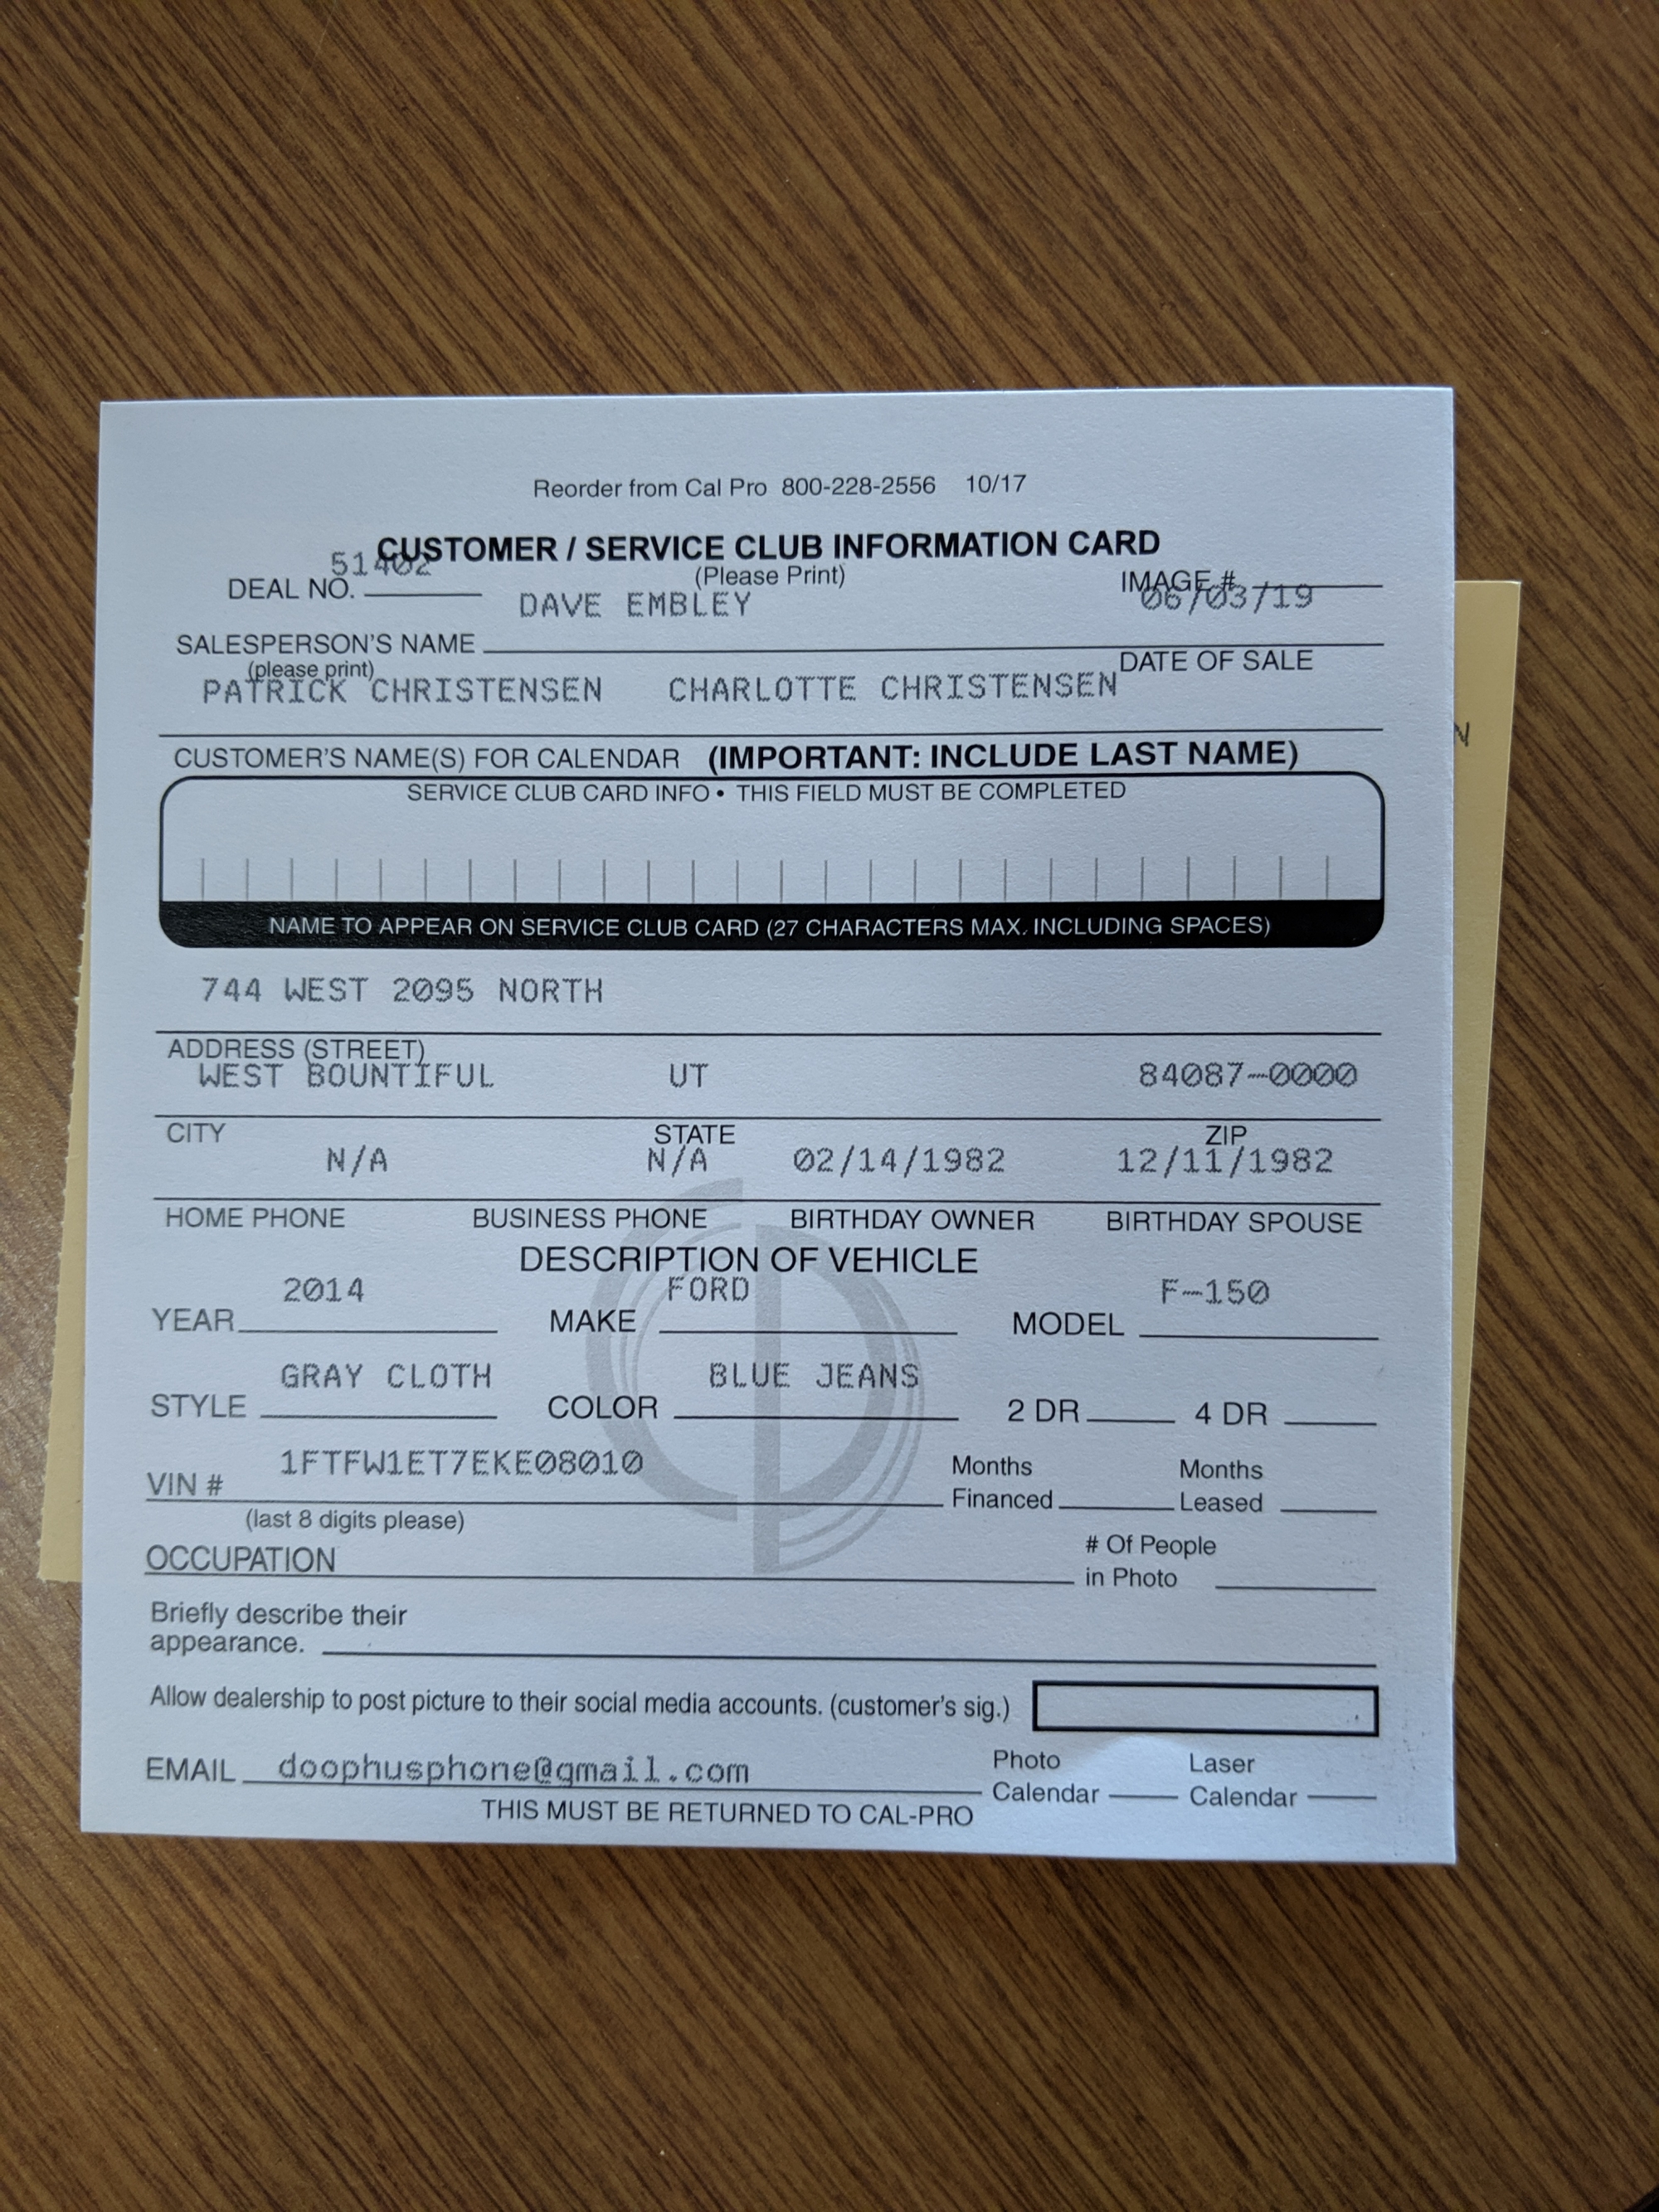 Reorder from Cal Pro 800-228-2556 10/17
CUSTOMER / SERVICE CLUB INFORMATION CARD
51402
DEAL NO. (Please Print) IMAGE #
DAVE EMBLEY 06/03/19
SALESPERSON'S NAME DATE OF SALE
(please print)
PATRICK CHRISTENSEN CHARLOTTE CHRISTENSEN
CUSTOMER'S NAME(S) FOR CALENDAR (IMPORTANT: INCLUDE LAST NAME)
SERVICE CLUB CARD INFO • THIS FIELD MUST BE COMPLETED
NAME TO APPEAR ON SERVICE CLUB CARD (27 CHARACTERS MAX. INCLUDING SPACES)
744 WEST 2095 NORTH
ADDRESS (STREET)
WEST BOUNTIFUL UT 84087-0000
CITY STATE ZIP
N/A N/A 02/14/1982 12/11/1982
HOME PHONE BUSINESS PHONE BIRTHDAY OWNER BIRTHDAY SPOUSE
DESCRIPTION OF VEHICLE
2014 FORD F-150
YEAR MAKE MODEL
GRAY CLOTH BLUE JEANS
STYLE COLOR 2 DR 4 DR
1FTFW1ET7EKE08010
VIN # Months Financed Months Leased
(last 8 digits please)
OCCUPATION # Of People in Photo
Briefly describe their
appearance.
Allow dealership to post picture to their social media accounts. (customer's sig.)
EMAIL doophusphone@gmail.com Photo Calendar Laser Calendar
THIS MUST BE RETURNED TO CAL-PRO
N